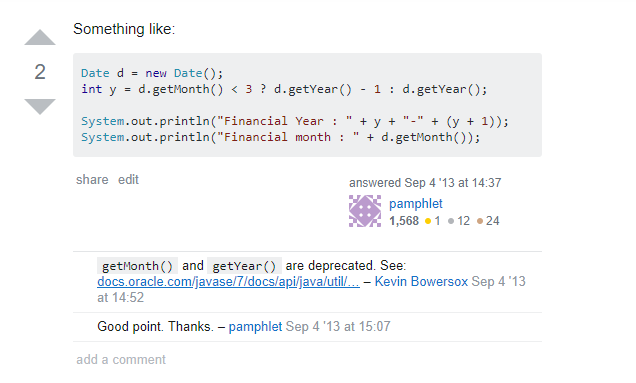 Something like:
2
Date d = new Date();
int y = d.getMonth() < 3 ? d.getYear() - 1 : d.getYear();
System.out.println("Financial Year : " + y + "-" + (y + 1));
System.out.println("Financial month : " + d.getMonth());
share edit
answered Sep 4 '13 at 14:37
pamphlet
1,568 ●1 ●12 ●24
getMonth() and getYear() are deprecated. See:
docs.oracle.com/javase/7/docs/api/java/util/… – Kevin Bowersox Sep 4 '13
at 14:52
Good point. Thanks. – pamphlet Sep 4 '13 at 15:07
add a comment